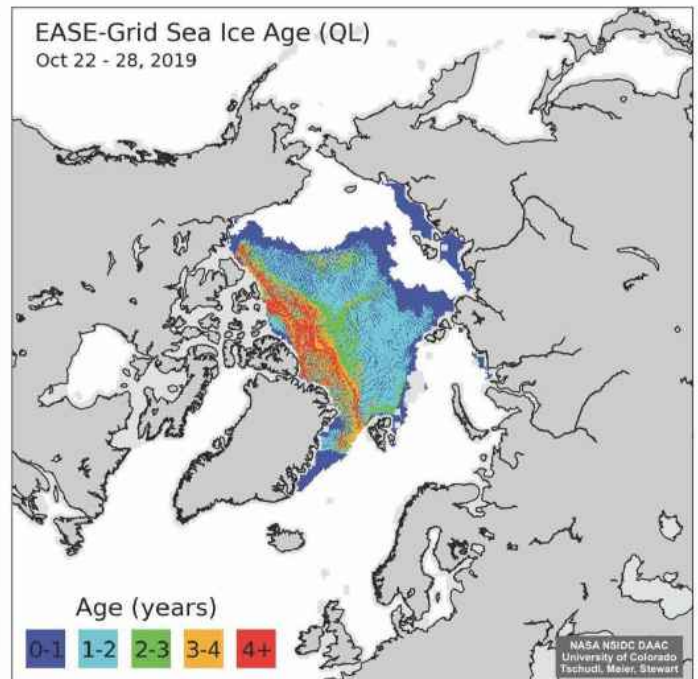 EASE-Grid Sea Ice Age (QL)
Oct 22 - 28, 2019
Age (years)
0-1 1-2 2-3 3-4 4+
NASA NSIDC DAAC
University of Colorado
Tschudi, Meier, Stewart